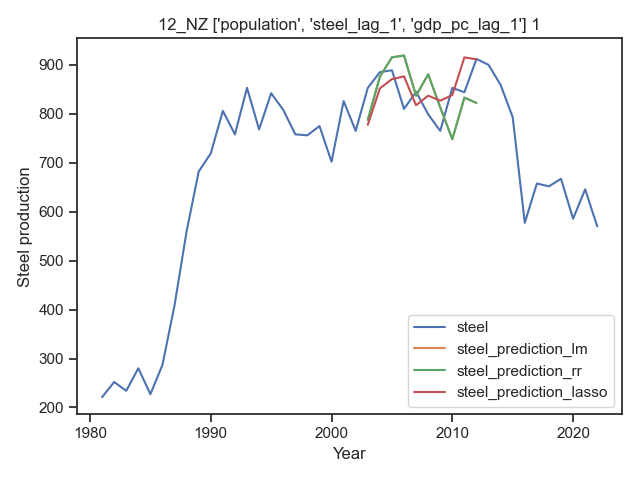 12_NZ ['population', 'steel_lag_1', 'gdp_pc_lag_1'] 1
900
800
700
600
500
400
300
200
Steel production
1980
1990
2000
2010
2020
Year
steel
steel_prediction_lm
steel_prediction_rr
steel_prediction_lasso